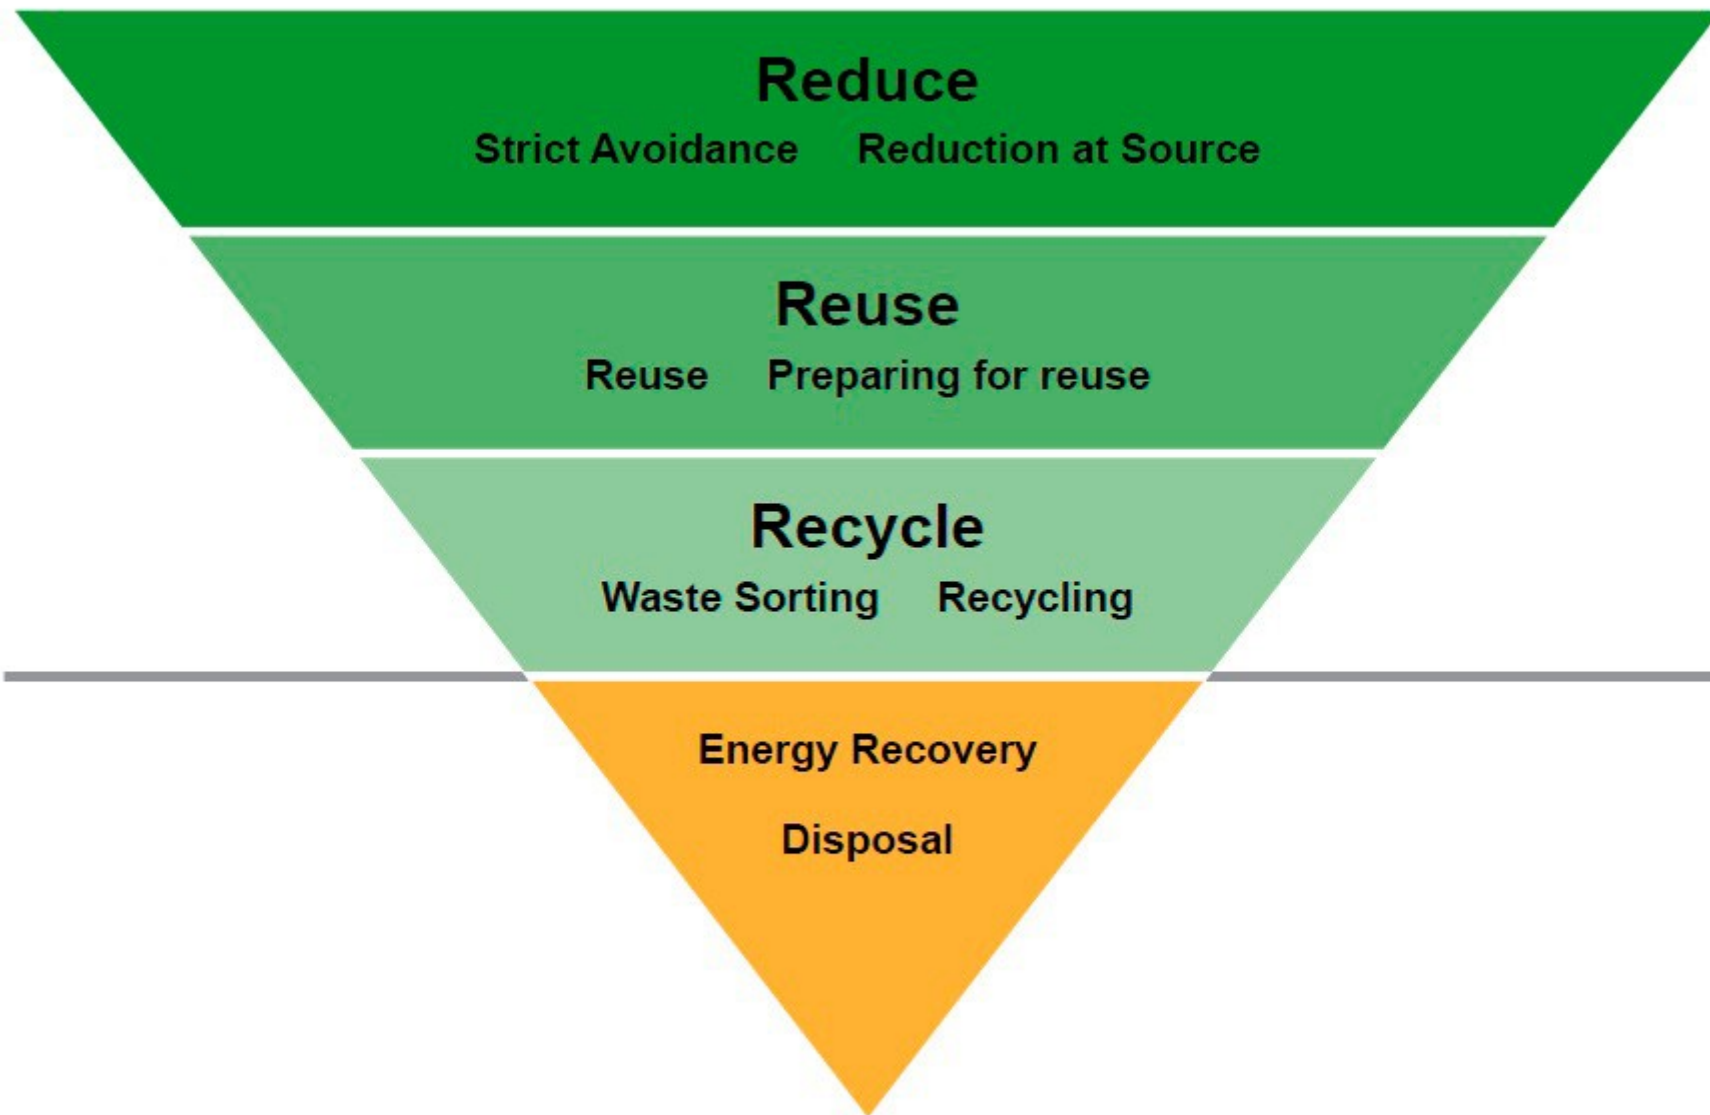 Reduce
Strict Avoidance Reduction at Source
Reuse
Reuse Preparing for reuse
Recycle
Waste Sorting Recycling
Energy Recovery
Disposal